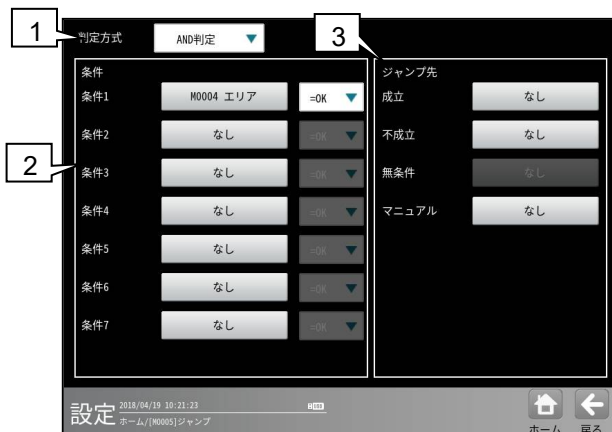 1
判定方式 AND判定
3
条件
条件1 M0004 エリア =OK
条件2 なし =OK
2
条件3 なし =OK
条件4 なし =OK
条件5 なし =OK
条件6 なし =OK
条件7 なし =OK
ジャンプ先
成立 なし
不成立 なし
無条件 なし
マニュアル なし
設定
2018/04/19 10:21:23
ホーム/[M0005]ジャンプ
ホーム
戻る